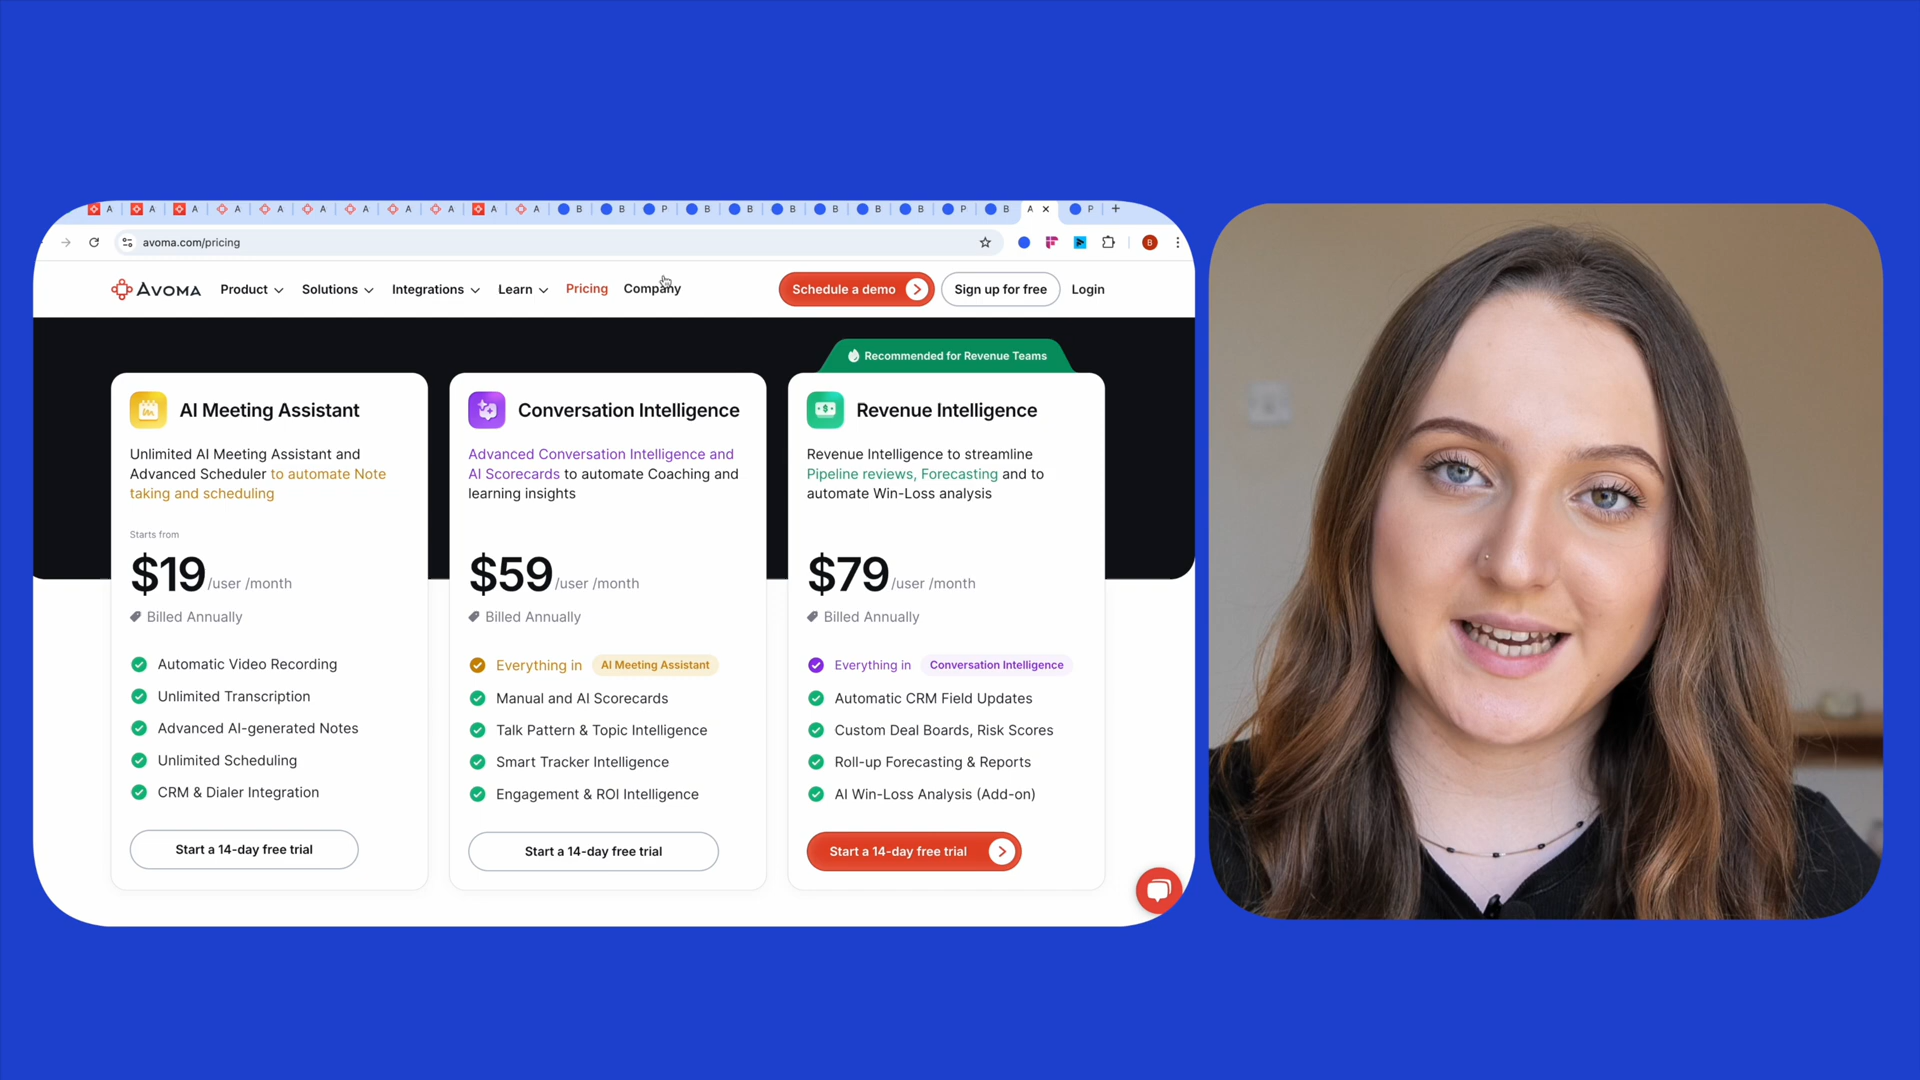 A A A A A A A A A A A B B P B B B B B B P B A P
avoma.com/pricing
B
AVOMA Product Solutions Integrations Learn Pricing Company Schedule a demo Sign up for free Login
Recommended for Revenue Teams
AI Meeting Assistant
Unlimited AI Meeting Assistant and
Advanced Scheduler to automate Note
taking and scheduling
Starts from
$19 /user /month
Billed Annually
Automatic Video Recording
Unlimited Transcription
Advanced AI-generated Notes
Unlimited Scheduling
CRM & Dialer Integration
Start a 14-day free trial
Conversation Intelligence
Advanced Conversation Intelligence and
AI Scorecards to automate Coaching and
learning insights
$59 /user /month
Billed Annually
Everything in AI Meeting Assistant
Manual and AI Scorecards
Talk Pattern & Topic Intelligence
Smart Tracker Intelligence
Engagement & ROI Intelligence
Start a 14-day free trial
Revenue Intelligence
Revenue Intelligence to streamline
Pipeline reviews, Forecasting and to
automate Win-Loss analysis
$79 /user /month
Billed Annually
Everything in Conversation Intelligence
Automatic CRM Field Updates
Custom Deal Boards, Risk Scores
Roll-up Forecasting & Reports
AI Win-Loss Analysis (Add-on)
Start a 14-day free trial